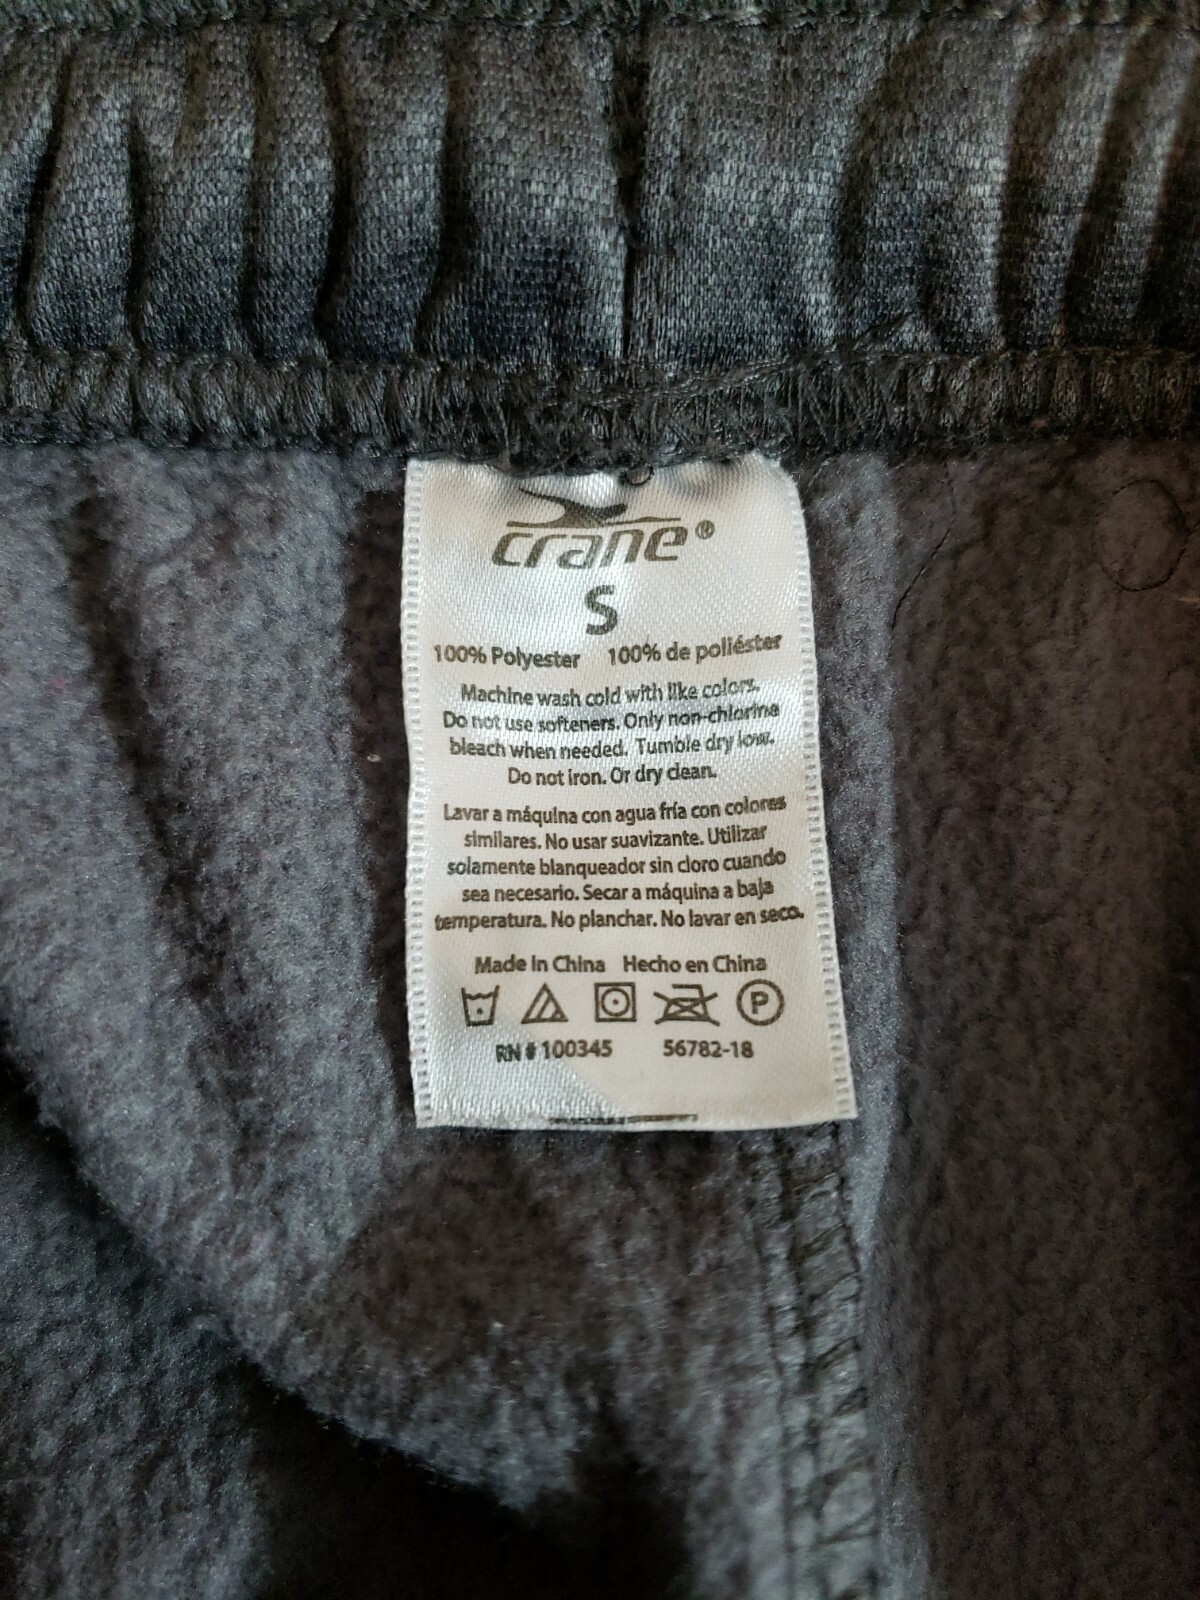 crane®
S
100% Polyester 100% de poliéster
Machine wash cold with like colors.
Do not use softeners. Only non-chlorine
bleach when needed. Tumble dry low.
Do not iron. Or dry clean.
Lavar a máquina con agua fría con colores
similares. No usar suavizante. Utilizar
solamente blanqueador sin cloro cuando
sea necesario. Secar a máquina a baja
temperatura. No planchar. No lavar en seco.
Made in China Hecho en China
P
RN # 100345 56782-18